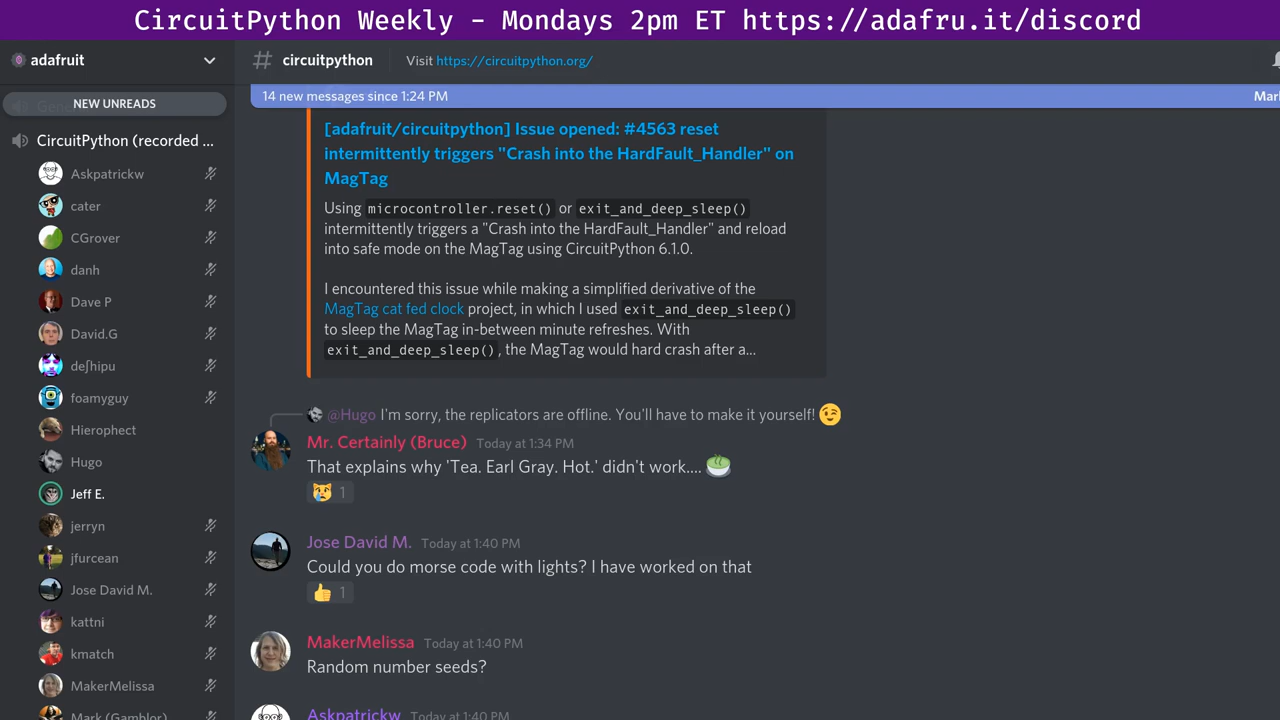 CircuitPython Weekly - Mondays 2pm ET https://adafru.it/discord
adafruit
# circuitpython
Visit https://circuitpython.org/
NEW UNREADS
14 new messages since 1:24 PM
Mark
CircuitPython (recorded ...
Askpatrickw
cater
CGrover
danh
Dave P
David.G
deʃhipu
foamyguy
Hierophect
Hugo
Jeff E.
jerryn
jfurcean
Jose David M.
kattni
kmatch
MakerMelissa
Mark (Gamblor)
[adafruit/circuitpython] Issue opened: #4563 reset
intermittently triggers "Crash into the HardFault_Handler" on
MagTag
Using microcontroller.reset() or exit_and_deep_sleep()
intermittently triggers a "Crash into the HardFault_Handler" and reload
into safe mode on the MagTag using CircuitPython 6.1.0.
I encountered this issue while making a simplified derivative of the
MagTag cat fed clock project, in which I used exit_and_deep_sleep()
to sleep the MagTag in-between minute refreshes. With
exit_and_deep_sleep(), the MagTag would hard crash after a...
@Hugo I'm sorry, the replicators are offline. You'll have to make it yourself! 😉
Mr. Certainly (Bruce) Today at 1:34 PM
That explains why 'Tea. Earl Gray. Hot.' didn't work.... 🍵
😿 1
Jose David M. Today at 1:40 PM
Could you do morse code with lights? I have worked on that
👍 1
MakerMelissa Today at 1:40 PM
Random number seeds?
Askpatrickw Today at 1:40 PM